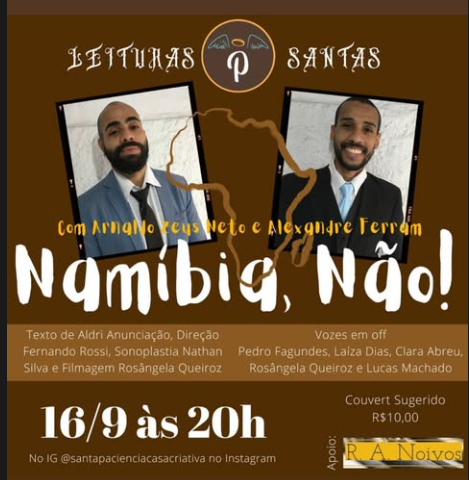 LEITURAS P SANTAS
Com Arnaldo Zeus Neto e Alexandre Ferram
Namíbia, Não!
Texto de Aldri Anunciação, Direção
Fernando Rossi, Sonoplastia Nathan
Silva e Filmagem Rosângela Queiroz
Vozes em off
Pedro Fagundes, Laíza Dias, Clara Abreu,
Rosângela Queiroz e Lucas Machado
16/9 às 20h
No IG @santapacienciacasacriativa no Instagram
Couvert Sugerido
R$10,00
Apoio:
R. A. Noivos